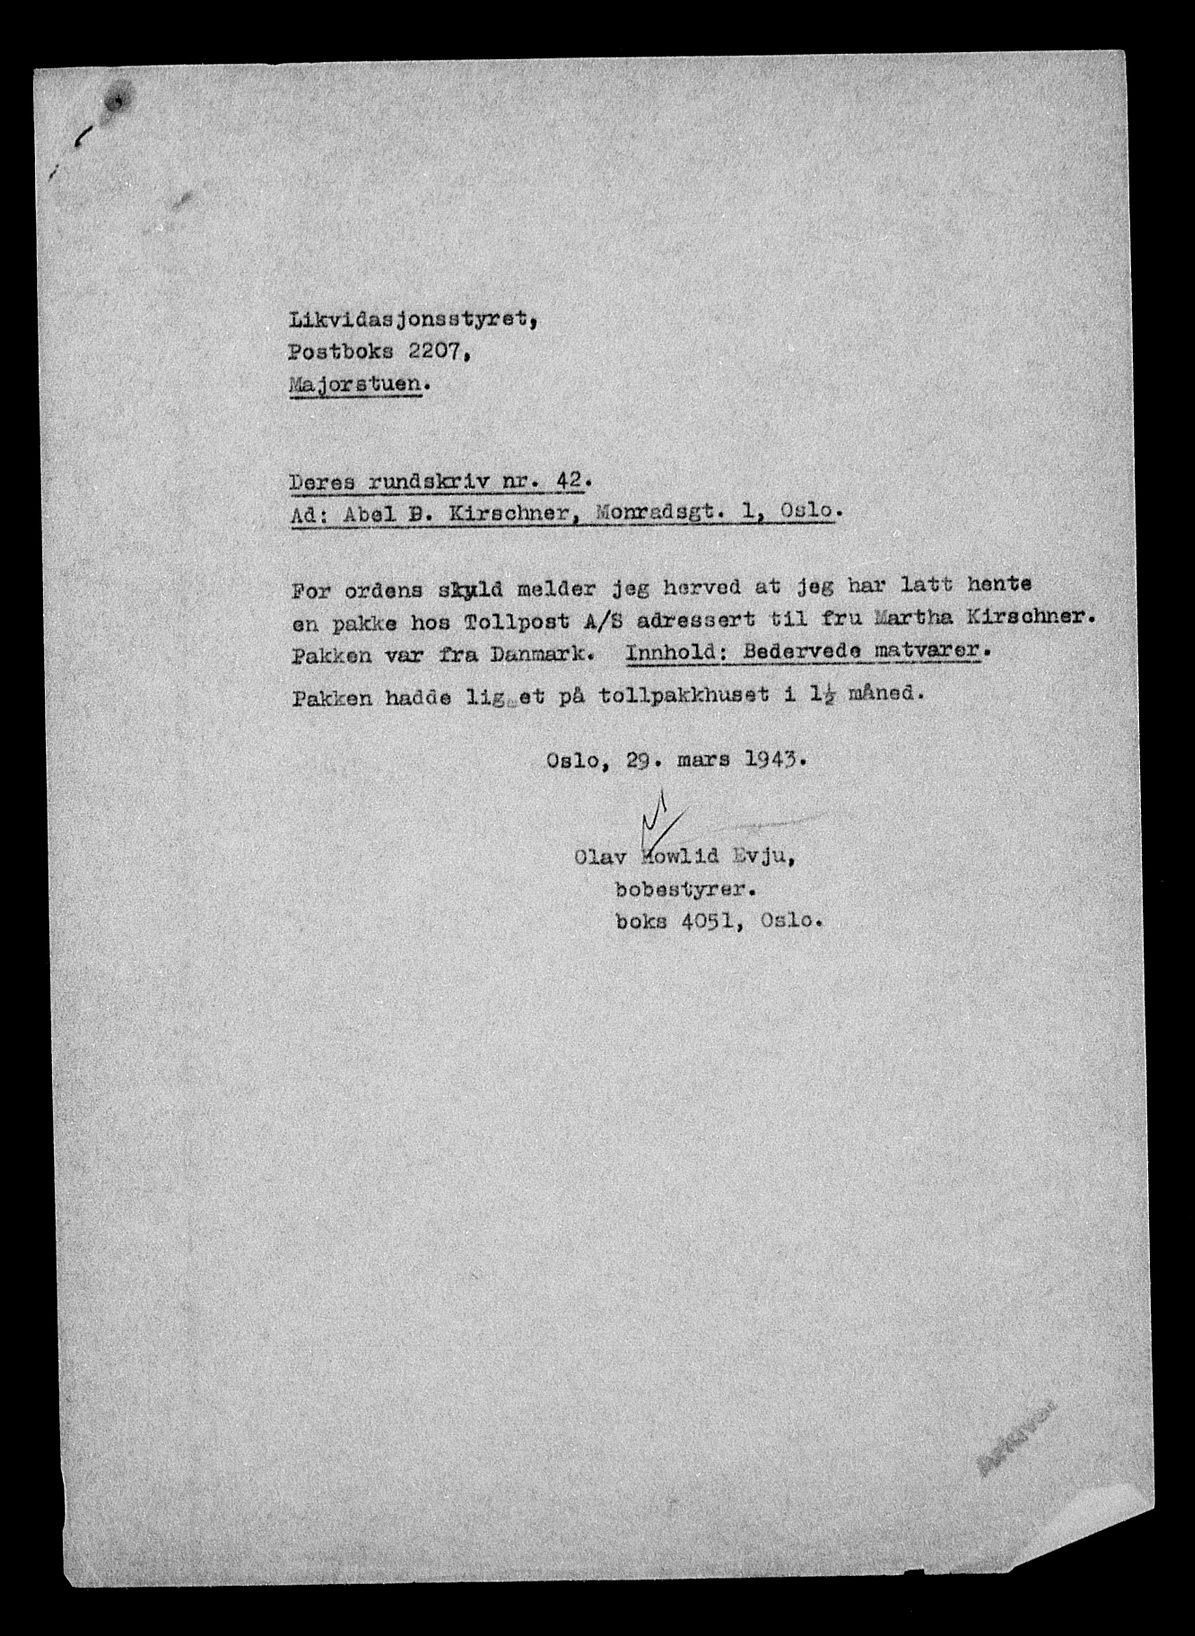 Likvidasjonsstyret,
Postboks 2207,
Majorstuen.
Deres rundskriv nr. 42.
Ad: Abel B. Kirschner, Monradsgt. 1, Oslo.
For ordens skyld melder jeg herved at jeg har latt hente
en pakke hos Tollpost A/S adressert til fru Martha Kirschner.
Pakken var fra Danmark. Innhold: Bedervede matvarer.
Pakken hadde lig et på tollpakkhuset i 1½ måned.
Oslo, 29. mars 1943.
Olav Mowlid Evju,
bobestyrer.
boks 4051, Oslo.